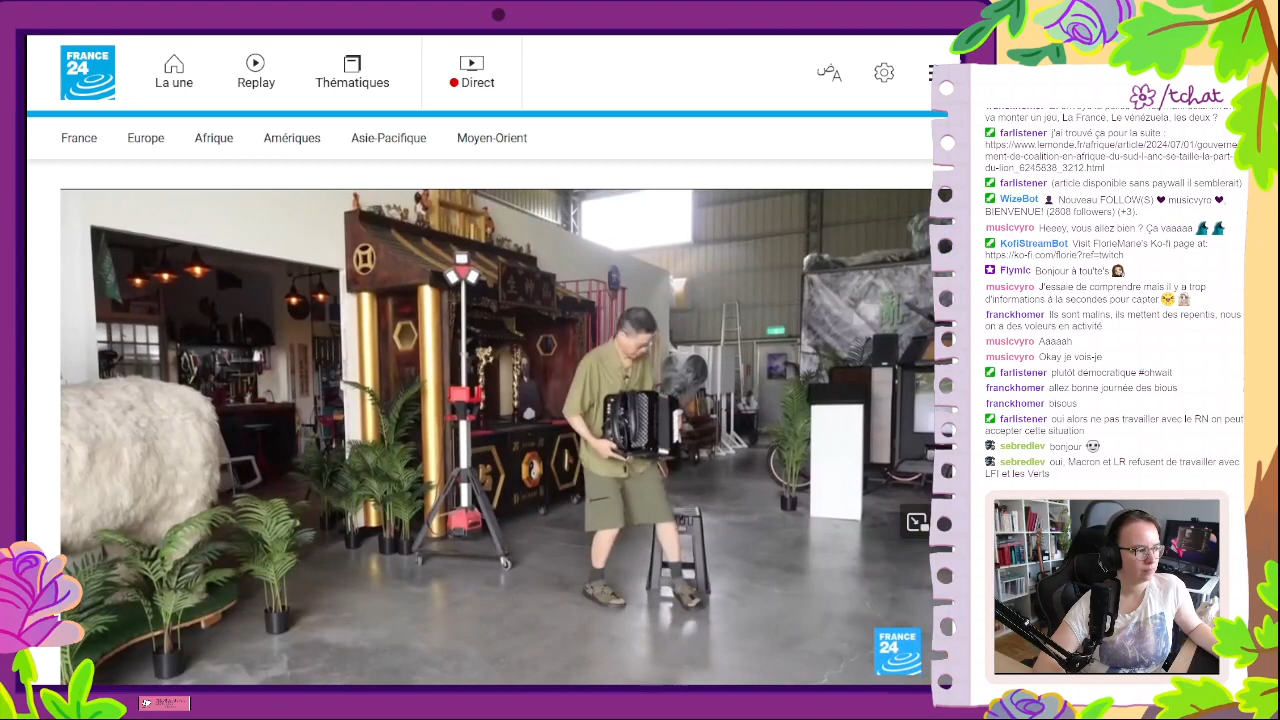 FRANCE
24
La une
Replay
Thématiques
Direct
France
Europe
Afrique
Amériques
Asie-Pacifique
Moyen-Orient
FRANCE
24
/tchat
va monter un jeu, La France, Le vénézuela, les deux ?
farlistener j'ai trouvé ça pour la suite :
https://www.lemonde.fr/afrique/article/2024/07/01/gouverne
ment-de-coalition-en-afrique-du-sud-l-anc-se-taille-la-part-
du-lion_6245838_3212.html
farlistener (article disponible sans paywall il semblerait)
WizeBot Nouveau FOLLOW(S) ♥ musicvyro ♥
BIENVENUE! (2808 followers) (+3).
musicvyro Heeey, vous allez bien ? Ça vaaaaa
KofiStreamBot Visit FlorieMarie's Ko-fi page at:
https://ko-fi.com/florie?ref=twitch
Flymic Bonjour à tou'te's
musicvyro J'essaie de comprendre mais il y a trop
d'informations à la secondes pour capter
franckhomer Ils sont malins, ils mettent des repentis, nous
on a des voleurs en activité
musicvyro Aaaaah
musicvyro Okay je vois-je
farlistener plutôt démocratique #ohwait
franckhomer allez bonne journée des bious
franckhomer bisous
farlistener oui alors ne pas travailler avec le RN on peut
accepter cette situation
sebredlev bonjour
sebredlev oui, Macron et LR refusent de travailler avec
LFI et les Verts